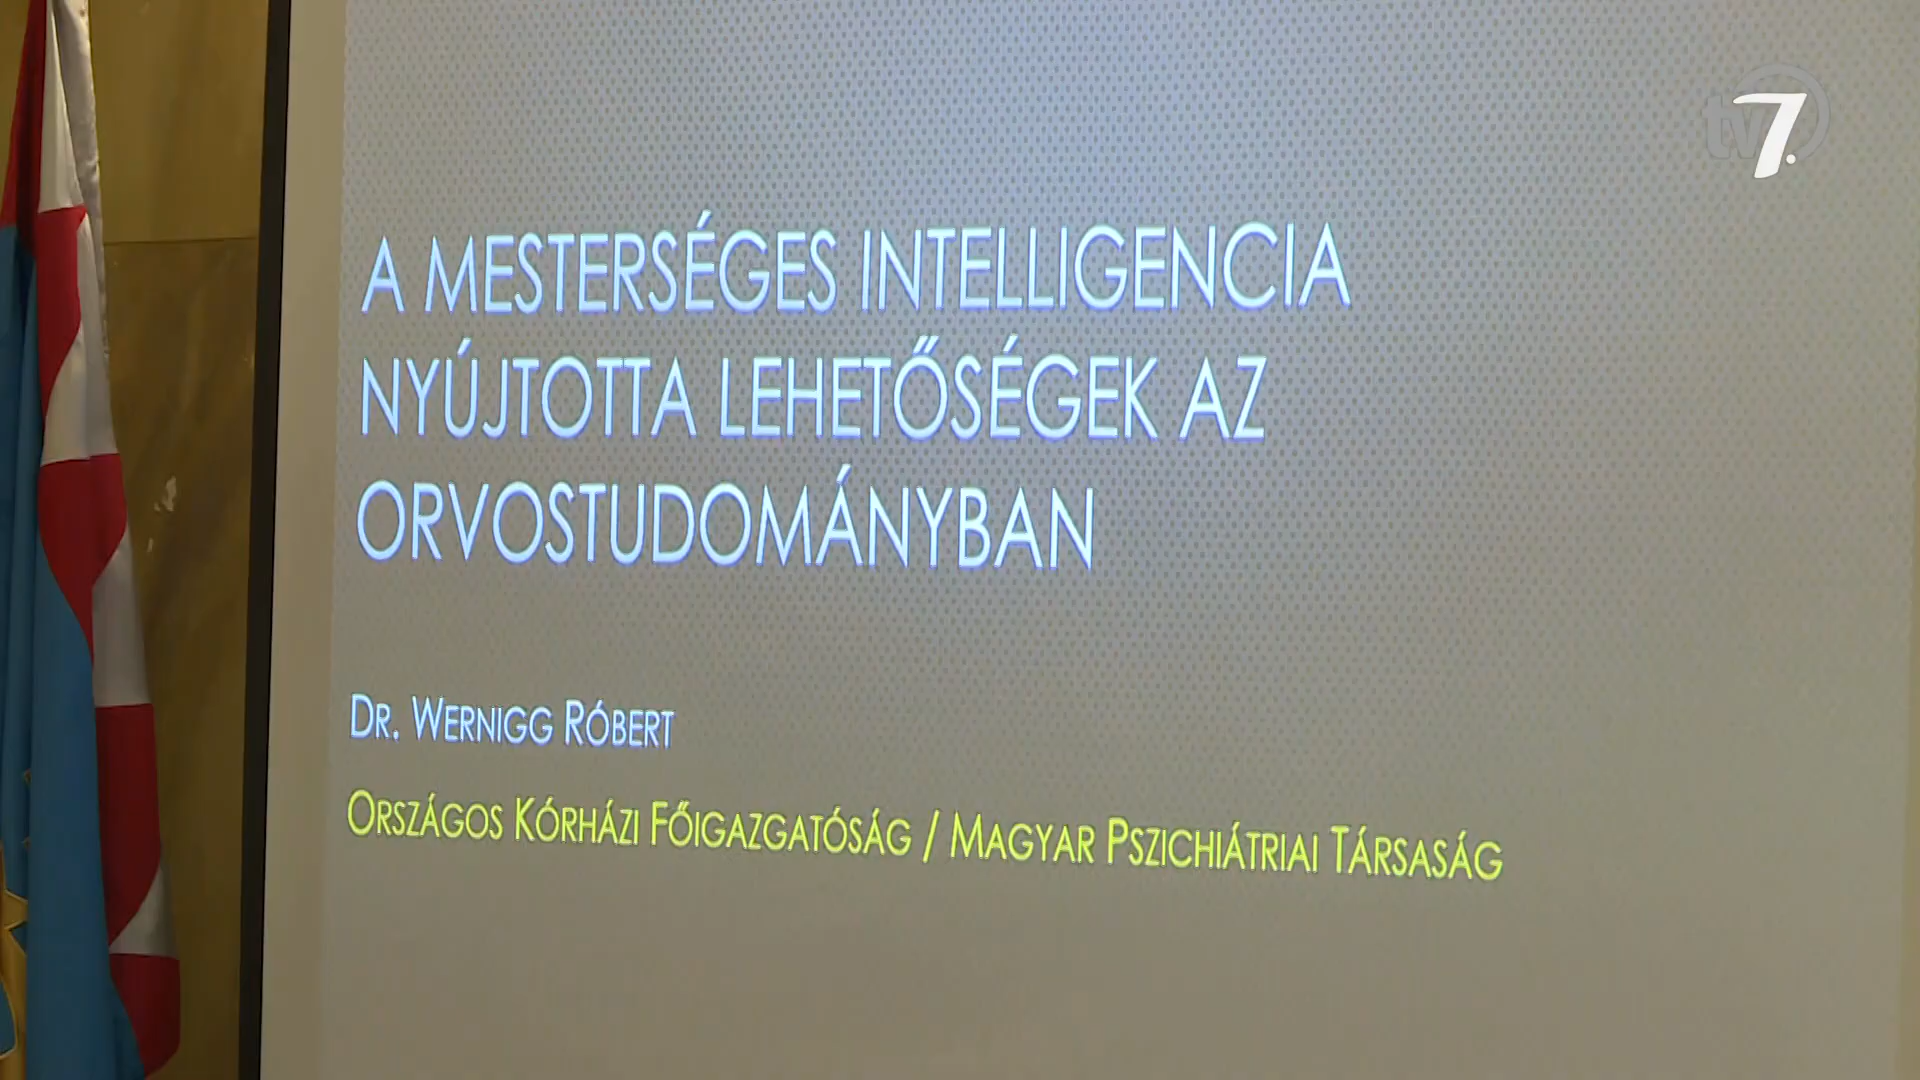 tv7.
A MESTERSÉGES INTELLIGENCIA
NYÚJTOTTA LEHETŐSÉGEK AZ
ORVOSTUDOMÁNYBAN
DR. WERNIGG RÓBERT
ORSZÁGOS KÓRHÁZI FŐIGAZGATÓSÁG / MAGYAR PSZICHIÁTRIAI TÁRSASÁG